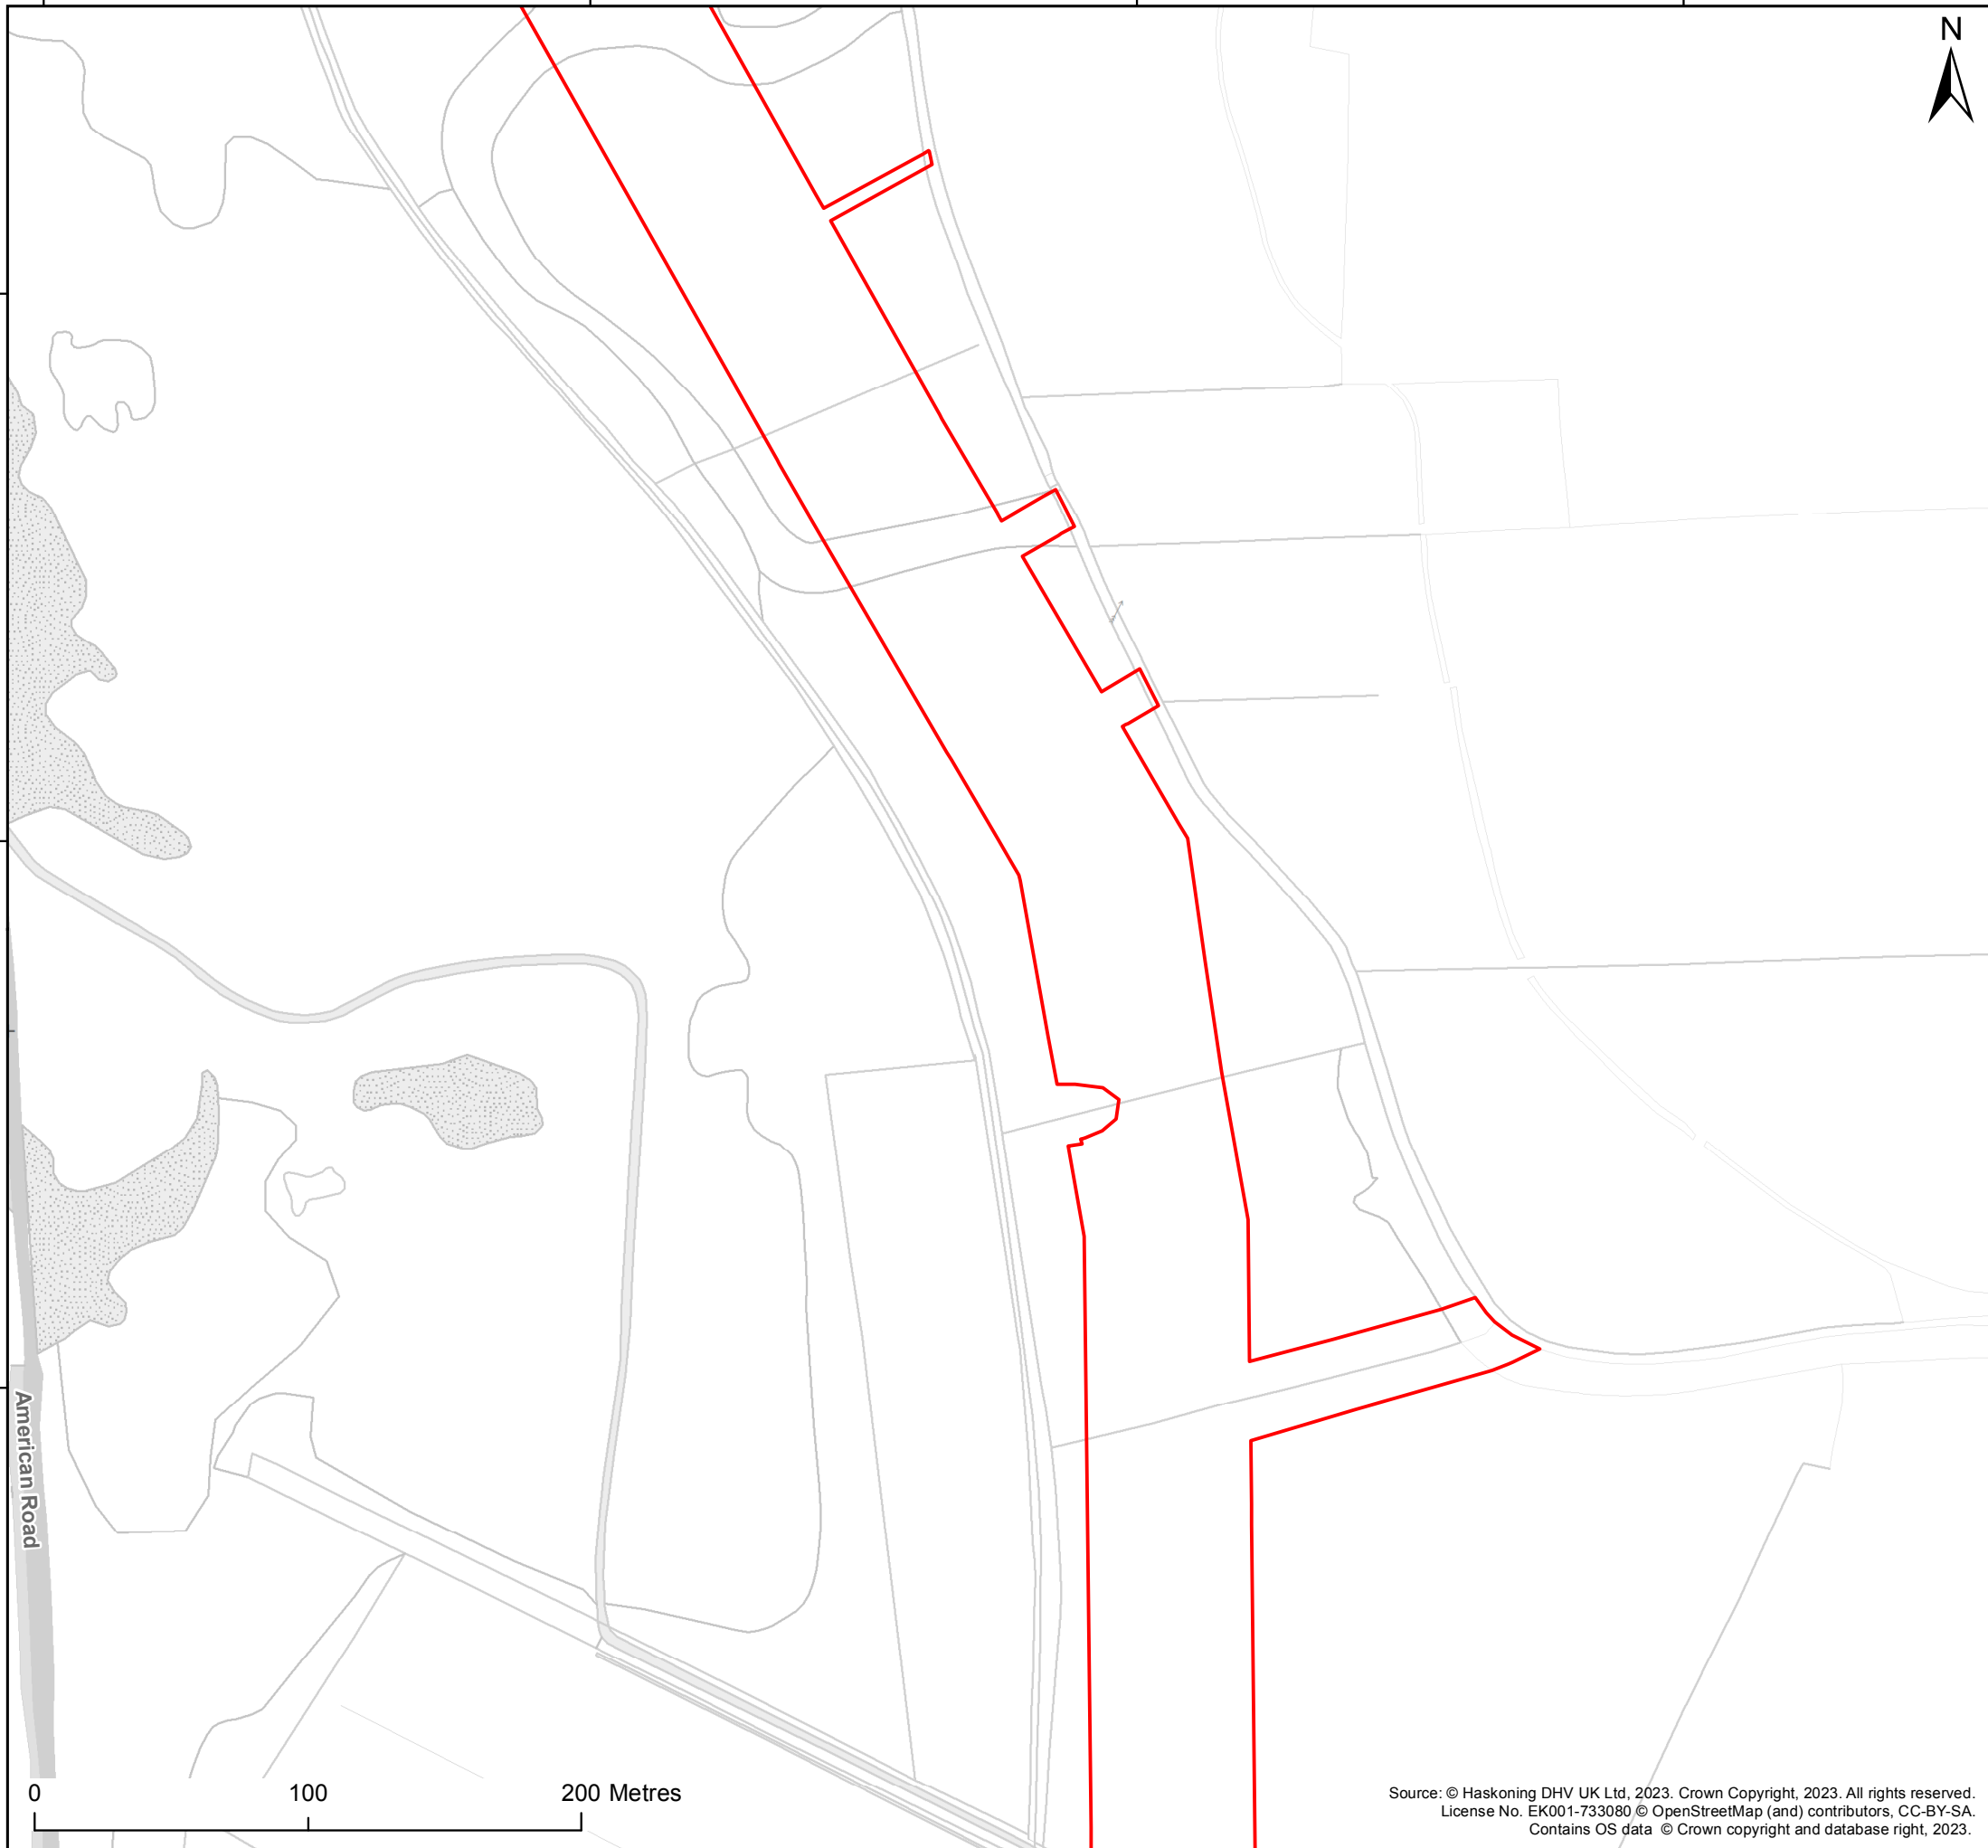 N
American Road
0 100 200 Metres
Source: © Haskoning DHV UK Ltd, 2023. Crown Copyright, 2023. All rights reserved.
License No. EK001-733080 © OpenStreetMap (and) contributors, CC-BY-SA.
Contains OS data © Crown copyright and database right, 2023.